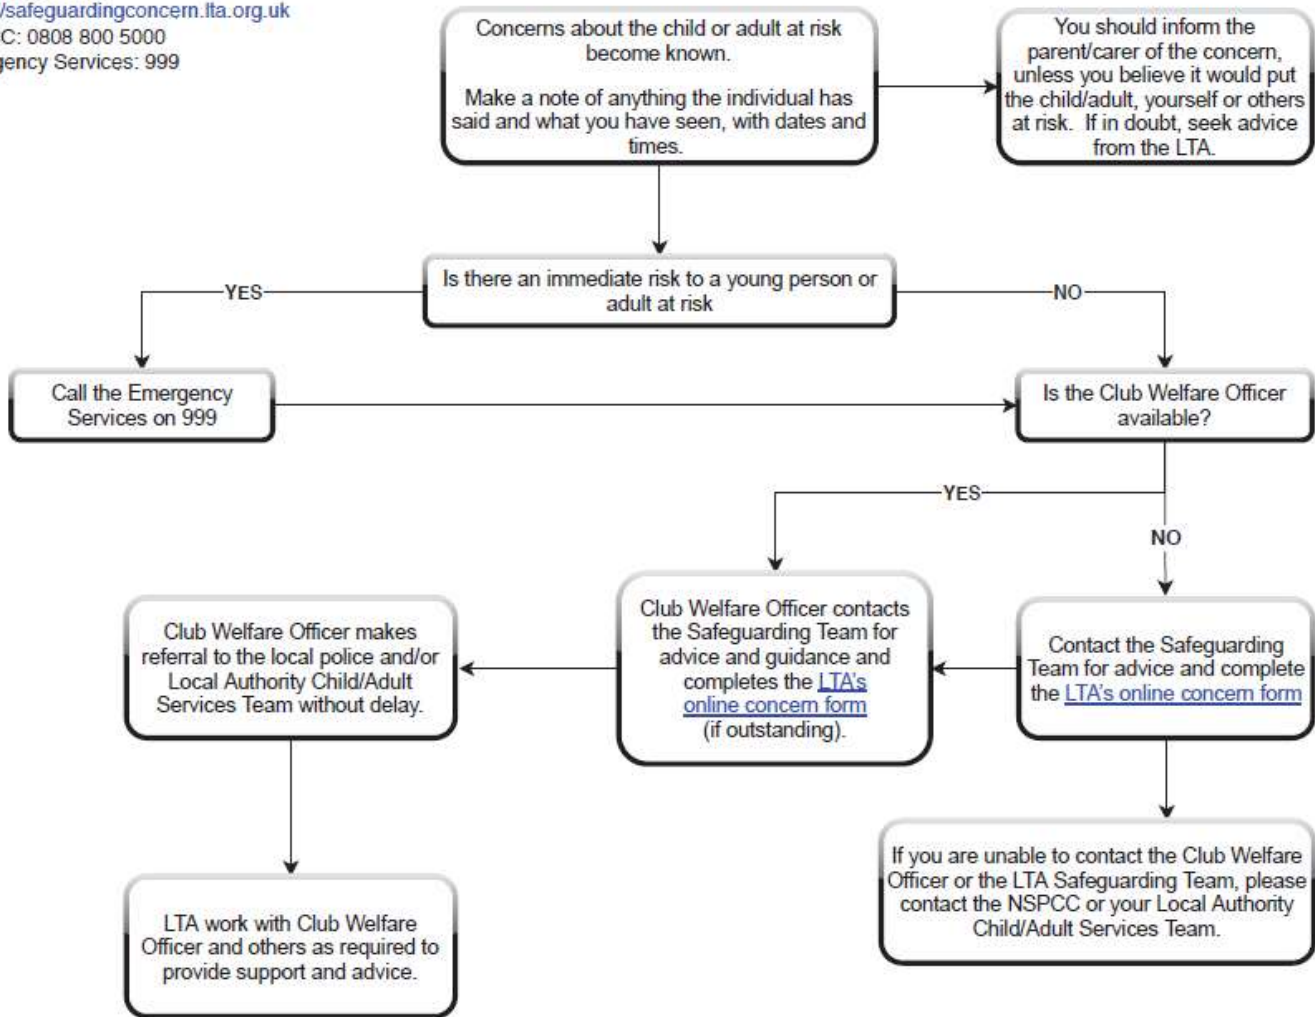 /safeguardingconcern.lta.org.uk
C: 0808 800 5000
gency Services: 999
Concerns about the child or adult at risk
become known.
Make a note of anything the individual has
said and what you have seen, with dates and
times.
You should inform the
parent/carer of the concern,
unless you believe it would put
the child/adult, yourself or others
at risk. If in doubt, seek advice
from the LTA.
Is there an immediate risk to a young person or
adult at risk
YES
NO
Call the Emergency
Services on 999
Is the Club Welfare Officer
available?
YES
NO
Club Welfare Officer makes
referral to the local police and/or
Local Authority Child/Adult
Services Team without delay.
Club Welfare Officer contacts
the Safeguarding Team for
advice and guidance and
completes the LTA's
online concern form
(if outstanding).
Contact the Safeguarding
Team for advice and complete
the LTA's online concern form
LTA work with Club Welfare
Officer and others as required to
provide support and advice.
If you are unable to contact the Club Welfare
Officer or the LTA Safeguarding Team, please
contact the NSPCC or your Local Authority
Child/Adult Services Team.